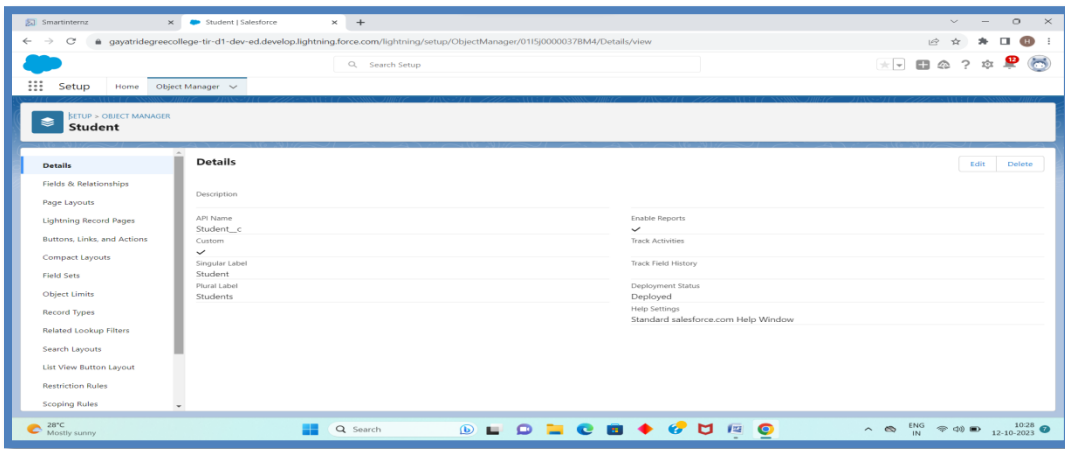 Smartinternz
Student | Salesforce
gayatridegreecollege-tir-d1-dev-ed.develop.lightning.force.com/lightning/setup/ObjectManager/01I5j00000378M4/Details/view
H
Search Setup
12
Setup
Home
Object Manager
SETUP > OBJECT MANAGER
Student
Details
Fields & Relationships
Page Layouts
Lightning Record Pages
Buttons, Links, and Actions
Compact Layouts
Field Sets
Object Limits
Record Types
Related Lookup Filters
Search Layouts
List View Button Layout
Restriction Rules
Scoping Rules
Details
Edit
Delete
Description
API Name
Student__c
Custom
Singular Label
Student
Plural Label
Students
Enable Reports
Track Activities
Track Field History
Deployment Status
Deployed
Help Settings
Standard salesforce.com Help Window
28°C
Mostly sunny
Search
ENG
IN
10:28
12-10-2023
2